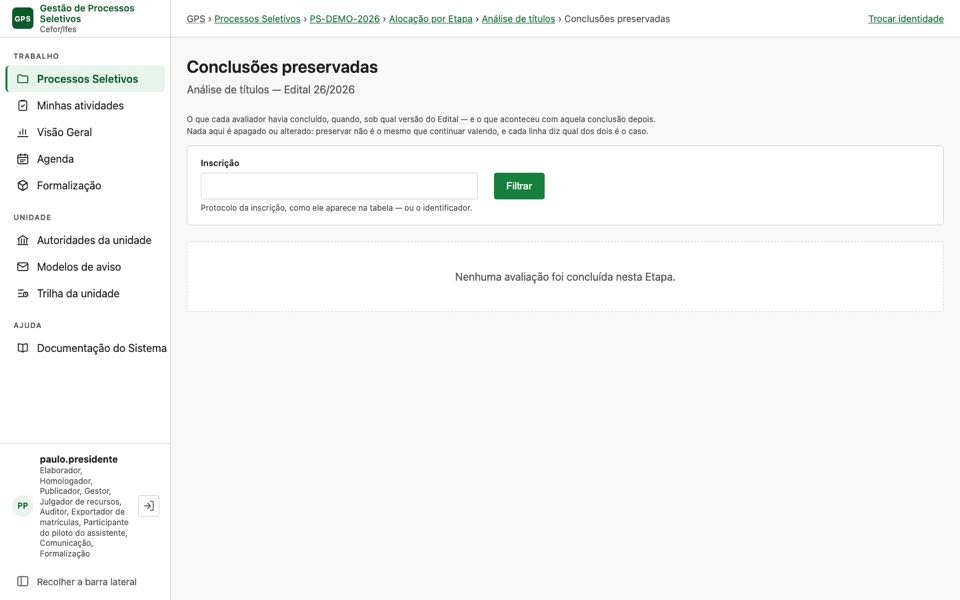 GPS
Gestão de Processos
Seletivos
Cefor/Ifes
GPS › Processos Seletivos › PS-DEMO-2026 › Alocação por Etapa › Análise de títulos › Conclusões preservadas
Trocar identidade
TRABALHO
Processos Seletivos
Minhas atividades
Visão Geral
Agenda
Formalização
UNIDADE
Autoridades da unidade
Modelos de aviso
Trilha da unidade
AJUDA
Documentação do Sistema
PP
paulo.presidente
Elaborador,
Homologador,
Publicador, Gestor,
Julgador de recursos,
Auditor, Exportador de
matrículas, Participante
do piloto do assistente,
Comunicação,
Formalização
Recolher a barra lateral
Conclusões preservadas
Análise de títulos — Edital 26/2026
O que cada avaliador havia concluído, quando, sob qual versão do Edital — e o que aconteceu com aquela conclusão depois.
Nada aqui é apagado ou alterado: preservar não é o mesmo que continuar valendo, e cada linha diz qual dos dois é o caso.
Inscrição
Filtrar
Protocolo da inscrição, como ele aparece na tabela — ou o identificador.
Nenhuma avaliação foi concluída nesta Etapa.